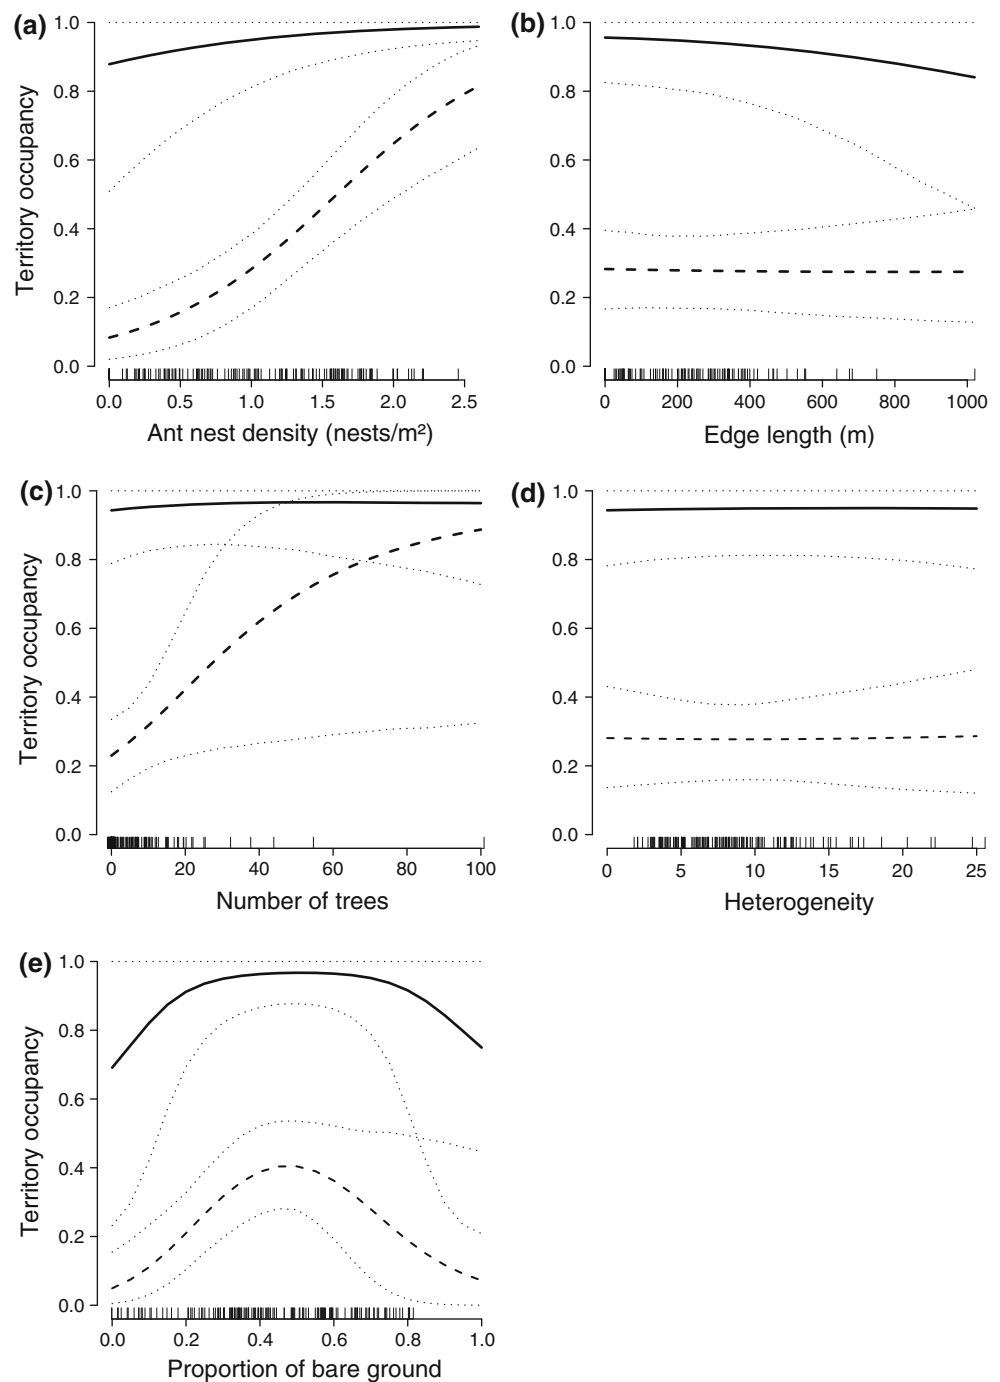 (a)
1.0
0.8
0.6
0.4
0.2
0.0
Territory occupancy
0.0 0.5 1.0 1.5 2.0 2.5
Ant nest density (nests/m²)
(b)
1.0
0.8
0.6
0.4
0.2
0.0
0 200 400 600 800 1000
Edge length (m)
(c)
1.0
0.8
0.6
0.4
0.2
0.0
Territory occupancy
0 20 40 60 80 100
Number of trees
(d)
1.0
0.8
0.6
0.4
0.2
0.0
0 5 10 15 20 25
Heterogeneity
(e)
1.0
0.8
0.6
0.4
0.2
0.0
Territory occupancy
0.0 0.2 0.4 0.6 0.8 1.0
Proportion of bare ground